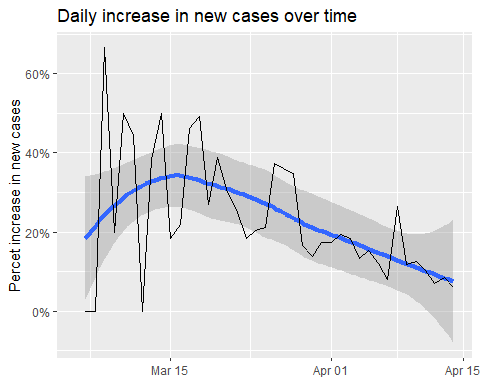 Daily increase in new cases over time
Percet increase in new cases
60%
40%
20%
0%
Mar 15
Apr 01
Apr 15